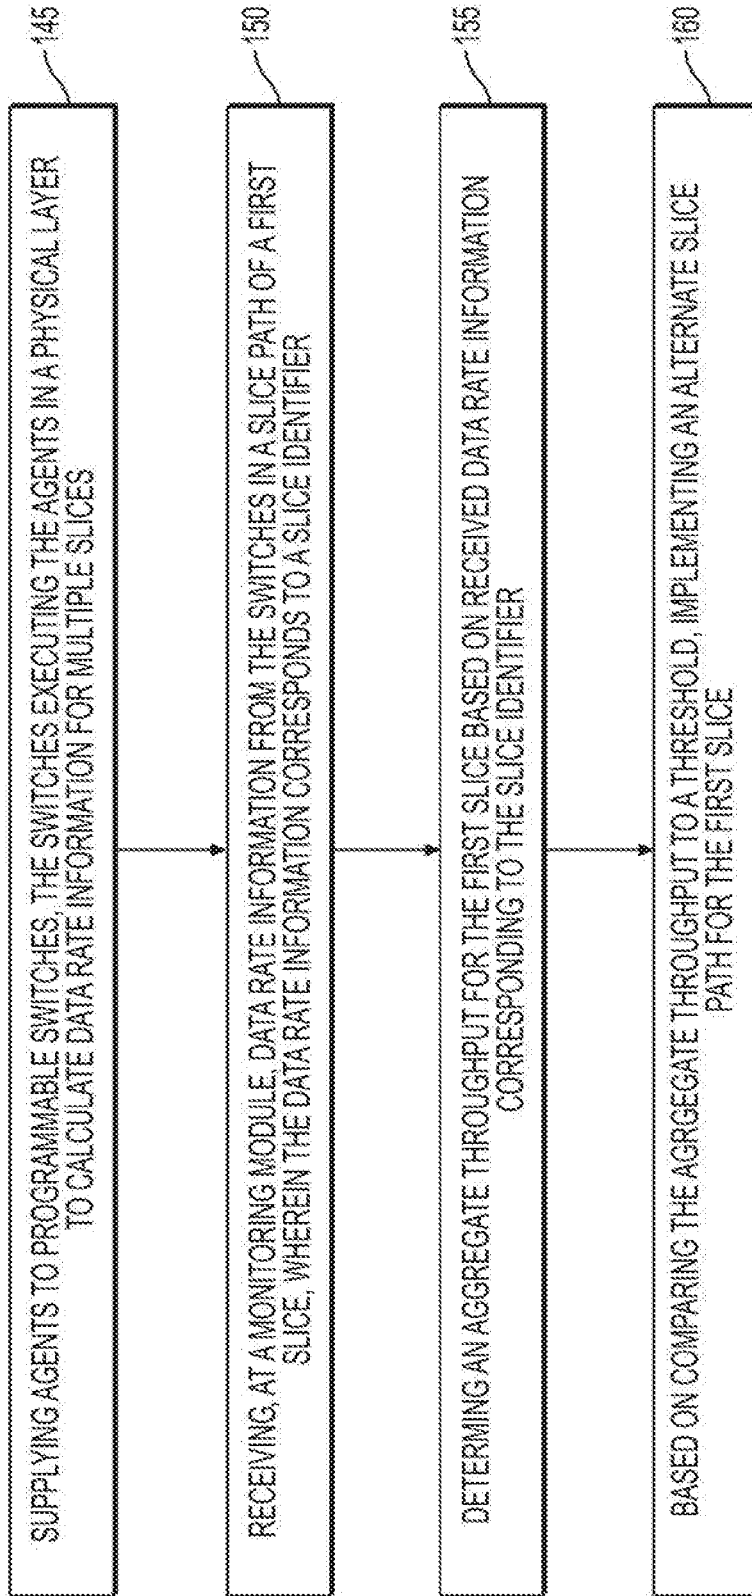 SUPPLYING AGENTS TO PROGRAMMABLE SWITCHES, THE SWITCHES EXECUTING THE AGENTS IN A PHYSICAL LAYER
TO CALCULATE DATA RATE INFORMATION FOR MULTIPLE SLICES
145
RECEIVING, AT A MONITORING MODULE, DATA RATE INFORMATION FROM THE SWITCHES IN A SLICE PATH OF A FIRST
SLICE, WHEREIN THE DATA RATE INFORMATION CORRESPONDS TO A SLICE IDENTIFIER
150
DETERMINING AN AGGREGATE THROUGHPUT FOR THE FIRST SLICE BASED ON RECEIVED DATA RATE INFORMATION
CORRESPONDING TO THE SLICE IDENTIFIER
155
BASED ON COMPARING THE AGRGEGATE THROUGHPUT TO A THRESHOLD, IMPLEMENTING AN ALTERNATE SLICE
PATH FOR THE FIRST SLICE
160